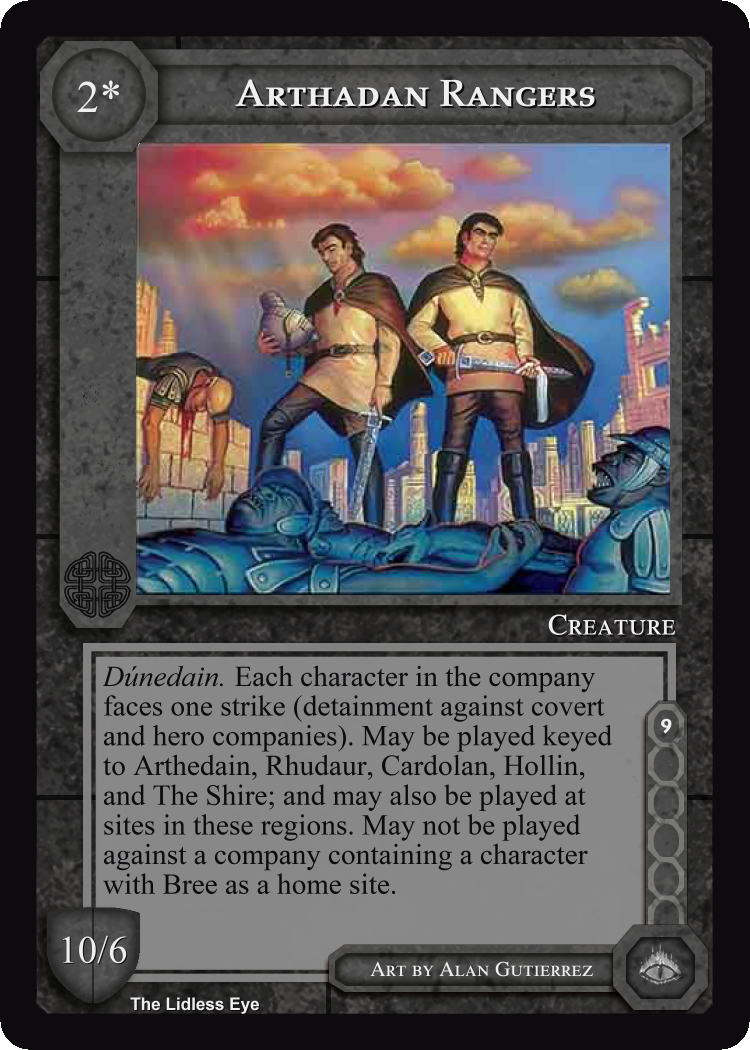 2*
ARTHADAN RANGERS
CREATURE
Dúnedain. Each character in the company
faces one strike (detainment against covert
and hero companies). May be played keyed
to Arthedain, Rhudaur, Cardolan, Hollin,
and The Shire; and may also be played at
sites in these regions. May not be played
against a company containing a character
with Bree as a home site.
9
10/6
ART BY ALAN GUTIERREZ
The Lidless Eye